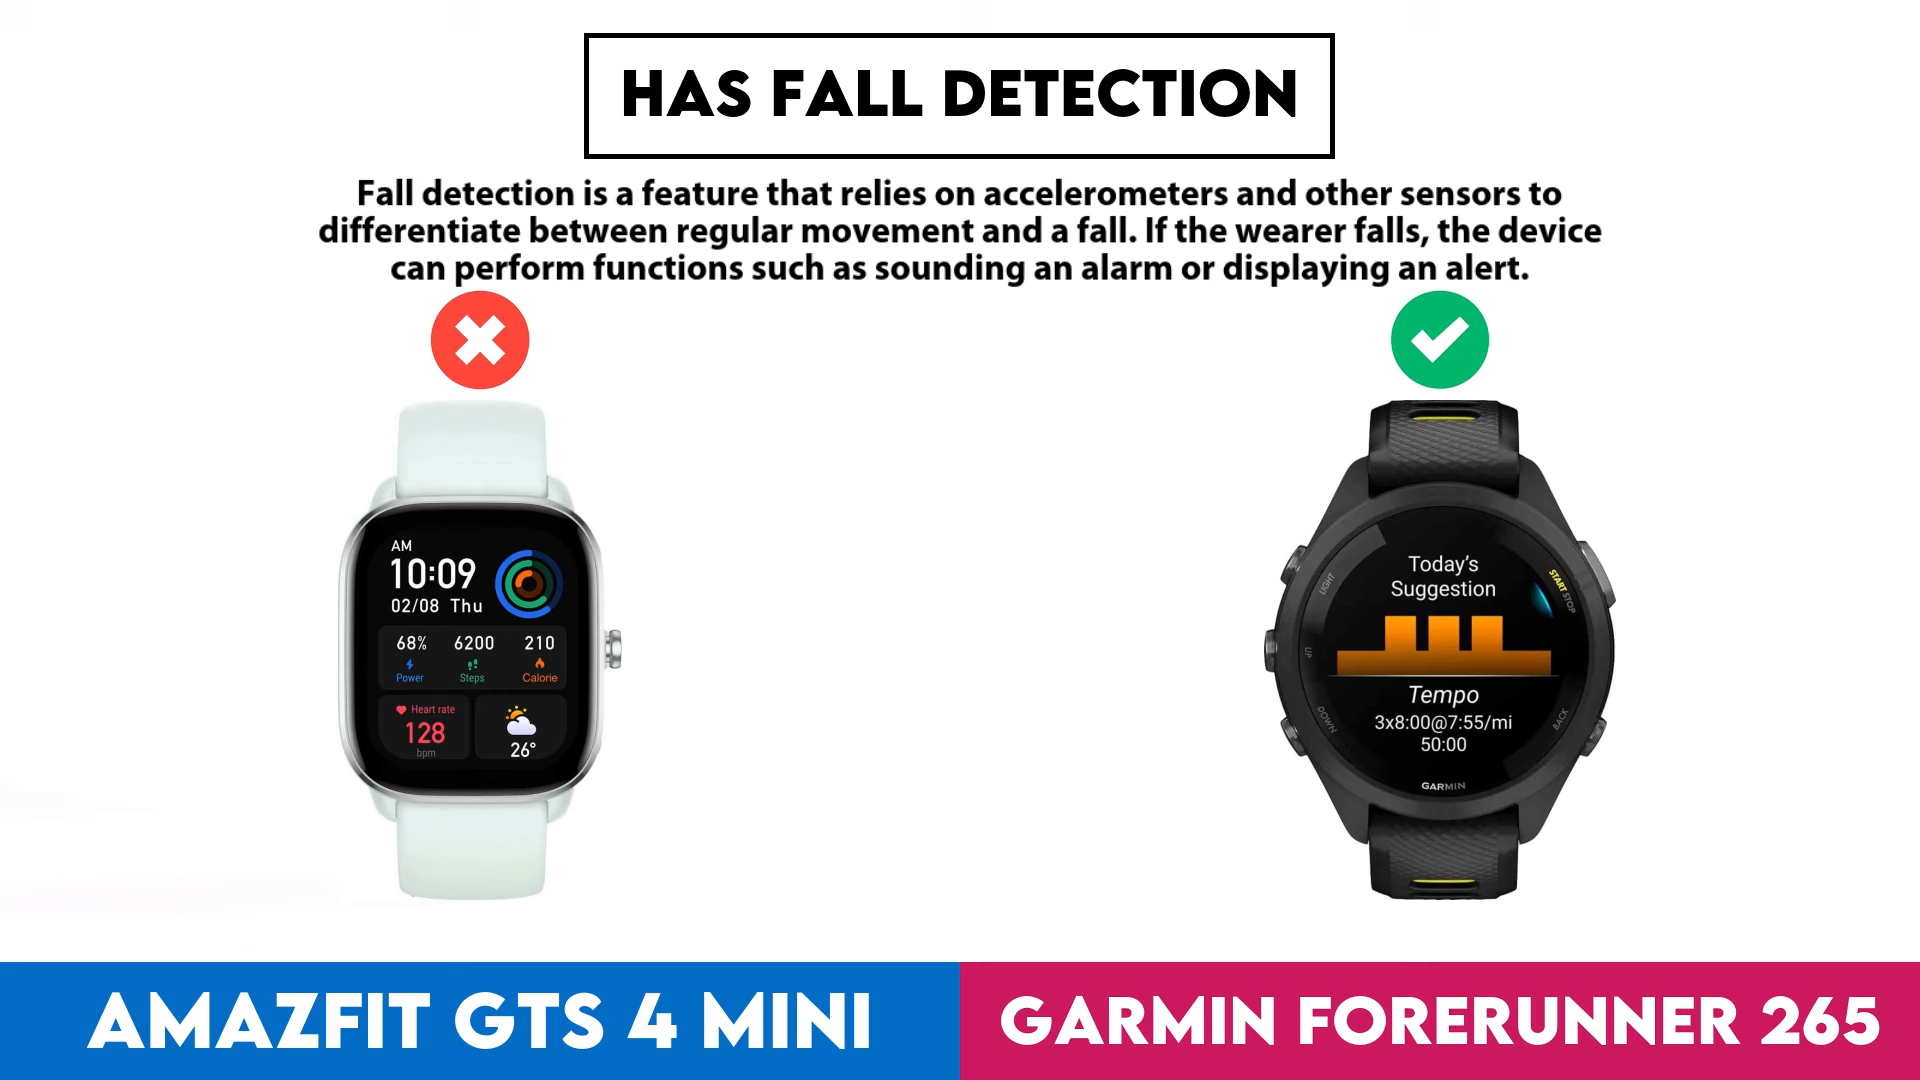 HAS FALL DETECTION
Fall detection is a feature that relies on accelerometers and other sensors to
differentiate between regular movement and a fall. If the wearer falls, the device
can perform functions such as sounding an alarm or displaying an alert.
AM
10:09
02/08 Thu
68% 6200 210
Power Steps Calorie
Heart rate
128
bpm
26°
Today's
Suggestion
LIGHT
START STOP
UP
Tempo
3x8:00@7:55/mi
50:00
DOWN
BACK
GARMIN
AMAZFIT GTS 4 MINI
GARMIN FORERUNNER 265